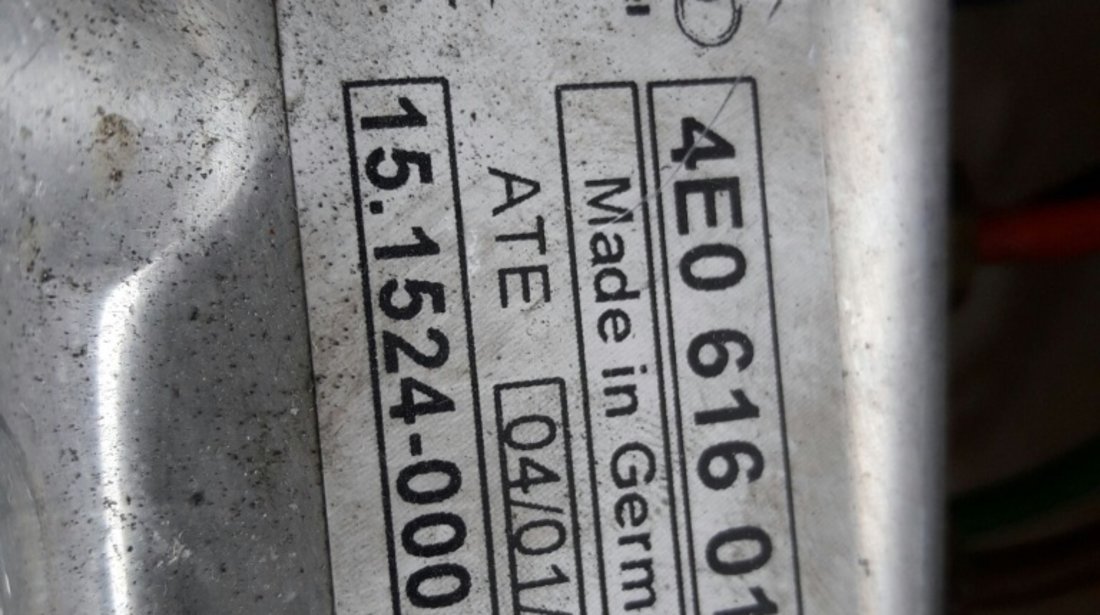 4E0 616 01
Made in Germ
ATE 04/01/
15.1524-000